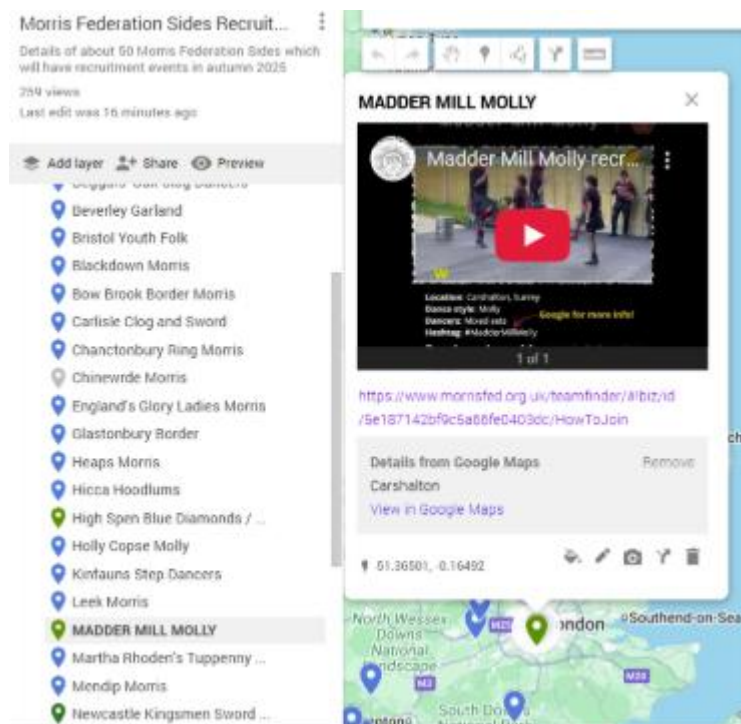 Morris Federation Sides Recruit...
Details of about 50 Morris Federation Sides which
will have recruitment events in autumn 2025
259 views
Last edit was 16 minutes ago
Add layer Share Preview
Beverley Garland
Bristol Youth Folk
Blackdown Morris
Bow Brook Border Morris
Carlisle Clog and Sword
Chanctonbury Ring Morris
Chinewrde Morris
England's Glory Ladies Morris
Glastonbury Border
Heaps Morris
Hicca Hoodlums
High Spen Blue Diamonds / ...
Holly Copse Molly
Kinfauns Step Dancers
Leek Morris
MADDER MILL MOLLY
Martha Rhoden's Tuppenny ...
Mendip Morris
Newcastle Kingsmen Sword ...
MADDER MILL MOLLY
Madder Mill Molly recr...
Location: Carshalton, Surrey
Dance style: Molly
Dancers: Mixed sets
Google for more info!
Hashtag: #MadderMillMolly
1 of 1
https://www.morrisfed.org.uk/teamfinder/#!biz/id
/5e187142bf9c5a66fe0403dc/HowToJoin
Details from Google Maps Remove
Carshalton
View in Google Maps
51.36501, -0.16492
North Wessex
Downs
National
ndscape
M25
ondon
Southend-on-Sea
M3
M20
South Do